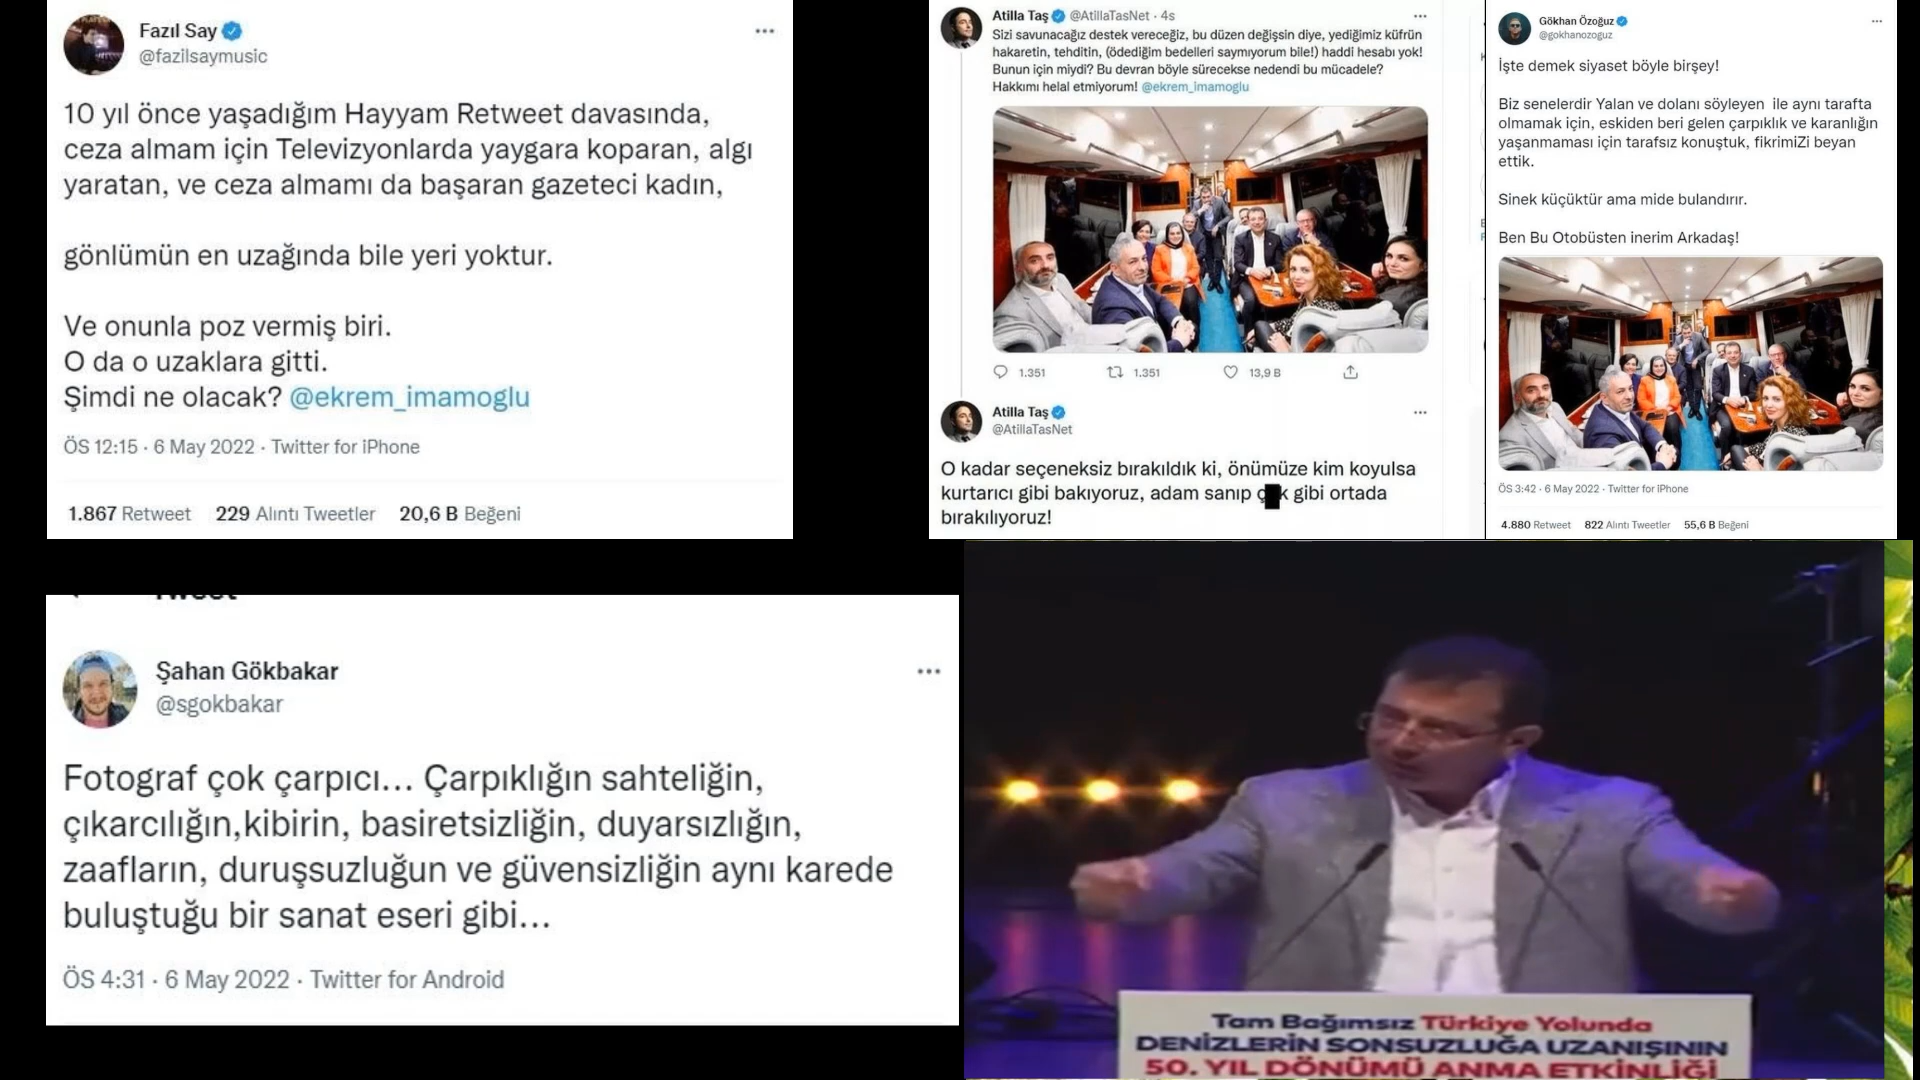 Fazıl Say
@fazilsaymusic
10 yıl önce yaşadığım Hayyam Retweet davasında,
ceza almam için Televizyonlarda yaygara koparan, algı
yaratan, ve ceza almamı da başaran gazeteci kadın,
gönlümün en uzağında bile yeri yoktur.
Ve onunla poz vermiş biri.
O da o uzaklara gitti.
Şimdi ne olacak? @ekrem_imamoglu
ÖS 12:15 · 6 May 2022 · Twitter for iPhone
1.867 Retweet 229 Alıntı Tweetler 20,6 B Beğeni
Atilla Taş @AtillaTasNet · 4s
Sizi savunacağız destek vereceğiz, bu düzen değişsin diye, yediğimiz küfrün
hakaretin, tehditin, (ödediğim bedelleri saymıyorum bile!) haddi hesabı yok!
Bunun için miydi? Bu devran böyle sürecekse nedendi bu mücadele?
Hakkımı helal etmiyorum! @ekrem_imamoglu
1.351 1.351 13,9 B
Atilla Taş
@AtillaTasNet
O kadar seçeneksiz bırakıldık ki, önümüze kim koyulsa
kurtarıcı gibi bakıyoruz, adam sanıp gibi ortada
bırakılıyoruz!
Gökhan Özoğuz
@gokhanozoguz
İşte demek siyaset böyle birşey!
Biz senelerdir Yalan ve dolanı söyleyen ile aynı tarafta
olmamak için, eskiden beri gelen çarpıklık ve karanlığın
yaşanmaması için tarafsız konuştuk, fikrimiZi beyan
ettik.
Sinek küçüktür ama mide bulandırır.
Ben Bu Otobüsten inerim Arkadaş!
ÖS 3:42 · 6 May 2022 · Twitter for iPhone
4.880 Retweet 822 Alıntı Tweetler 55,6 B Beğeni
Tweet
Şahan Gökbakar
@sgokbakar
Fotograf çok çarpıcı... Çarpıklığın sahteliğin,
çıkarcılığın,kibirin, basiretsizliğin, duyarsızlığın,
zaafların, duruşsuzluğun ve güvensizliğin aynı karede
buluştuğu bir sanat eseri gibi...
ÖS 4:31 · 6 May 2022 · Twitter for Android
Tam Bağımsız Türkiye Yolunda
DENİZLERİN SONSUZLUĞA UZANIŞININ
50. YIL DÖNÜMÜ ANMA ETKİNLİĞİ